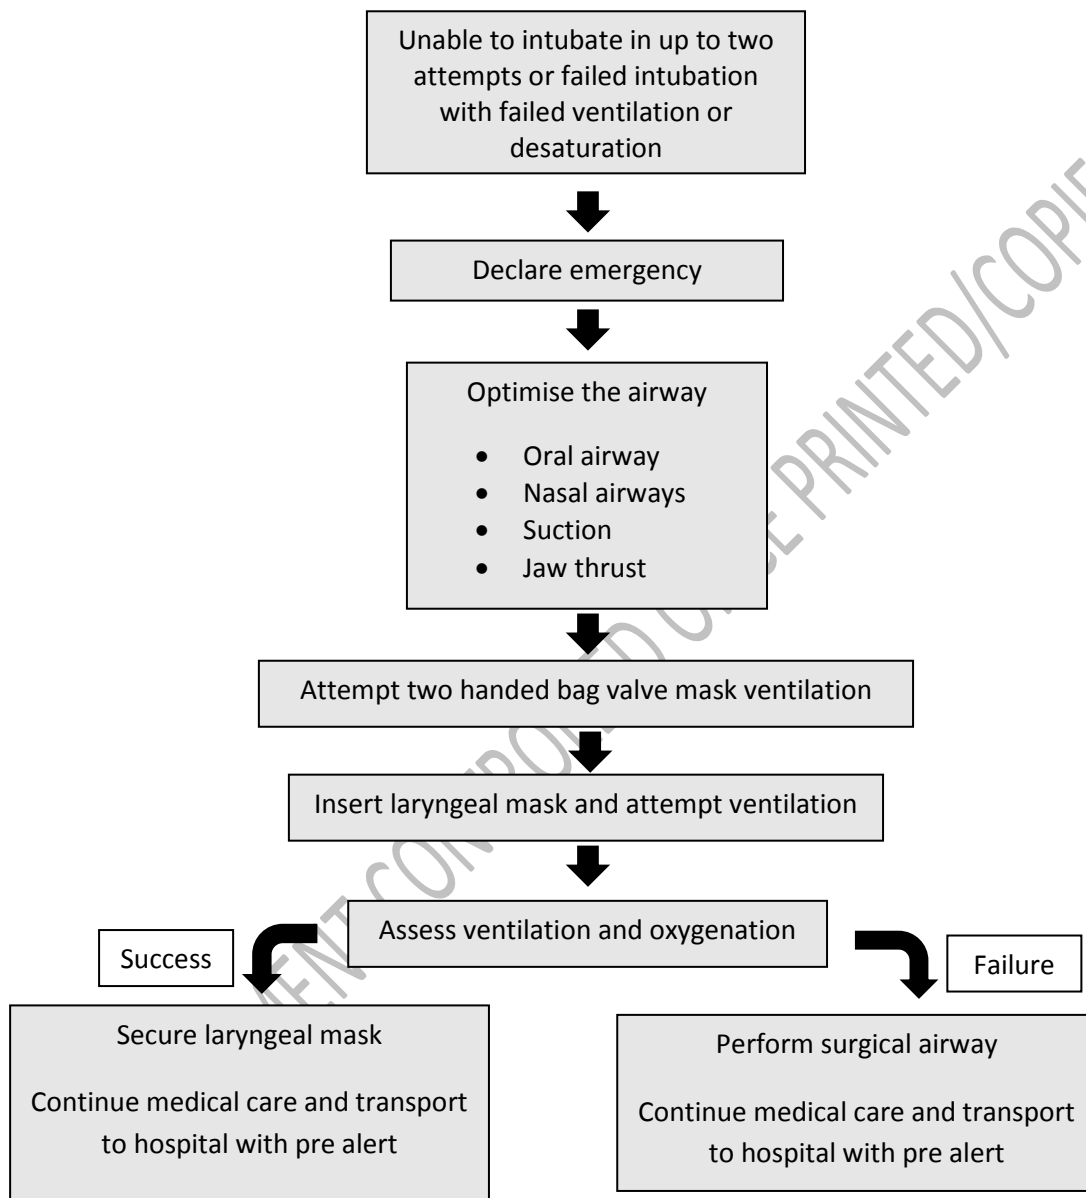 Unable to intubate in up to two
attempts or failed intubation
with failed ventilation or
desaturation
Declare emergency
Optimise the airway
• Oral airway
• Nasal airways
• Suction
• Jaw thrust
Attempt two handed bag valve mask ventilation
Insert laryngeal mask and attempt ventilation
Assess ventilation and oxygenation
Success
Failure
Secure laryngeal mask
Continue medical care and transport
to hospital with pre alert
Perform surgical airway
Continue medical care and transport
to hospital with pre alert
PRINTED/COPIE